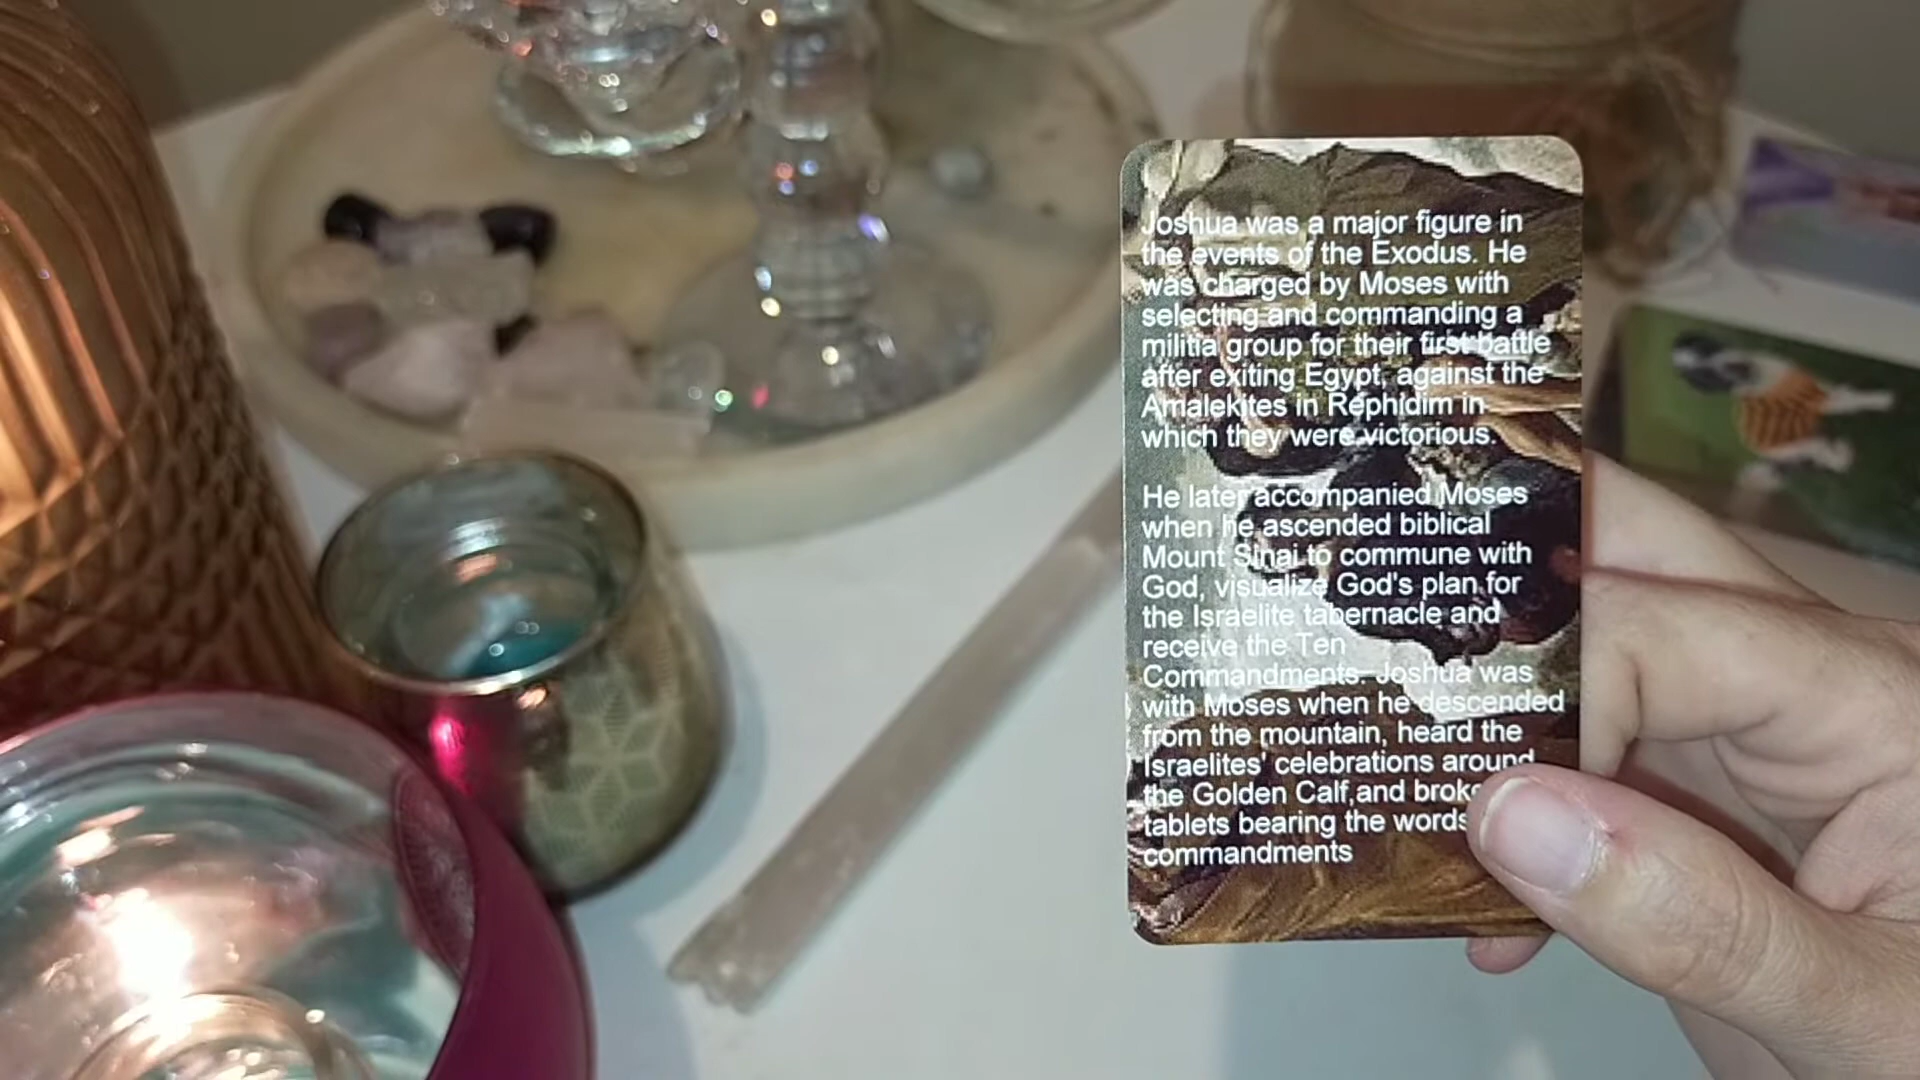 Joshua was a major figure in
the events of the Exodus. He
was charged by Moses with
selecting and commanding a
militia group for their first battle
after exiting Egypt, against the
Amalekites in Rephidim in
which they were victorious.
He later accompanied Moses
when he ascended biblical
Mount Sinai to commune with
God, visualize God's plan for
the Israelite tabernacle and
receive the Ten
Commandments. Joshua was
with Moses when he descended
from the mountain, heard the
Israelites' celebrations around
the Golden Calf,and broke
tablets bearing the words
commandments